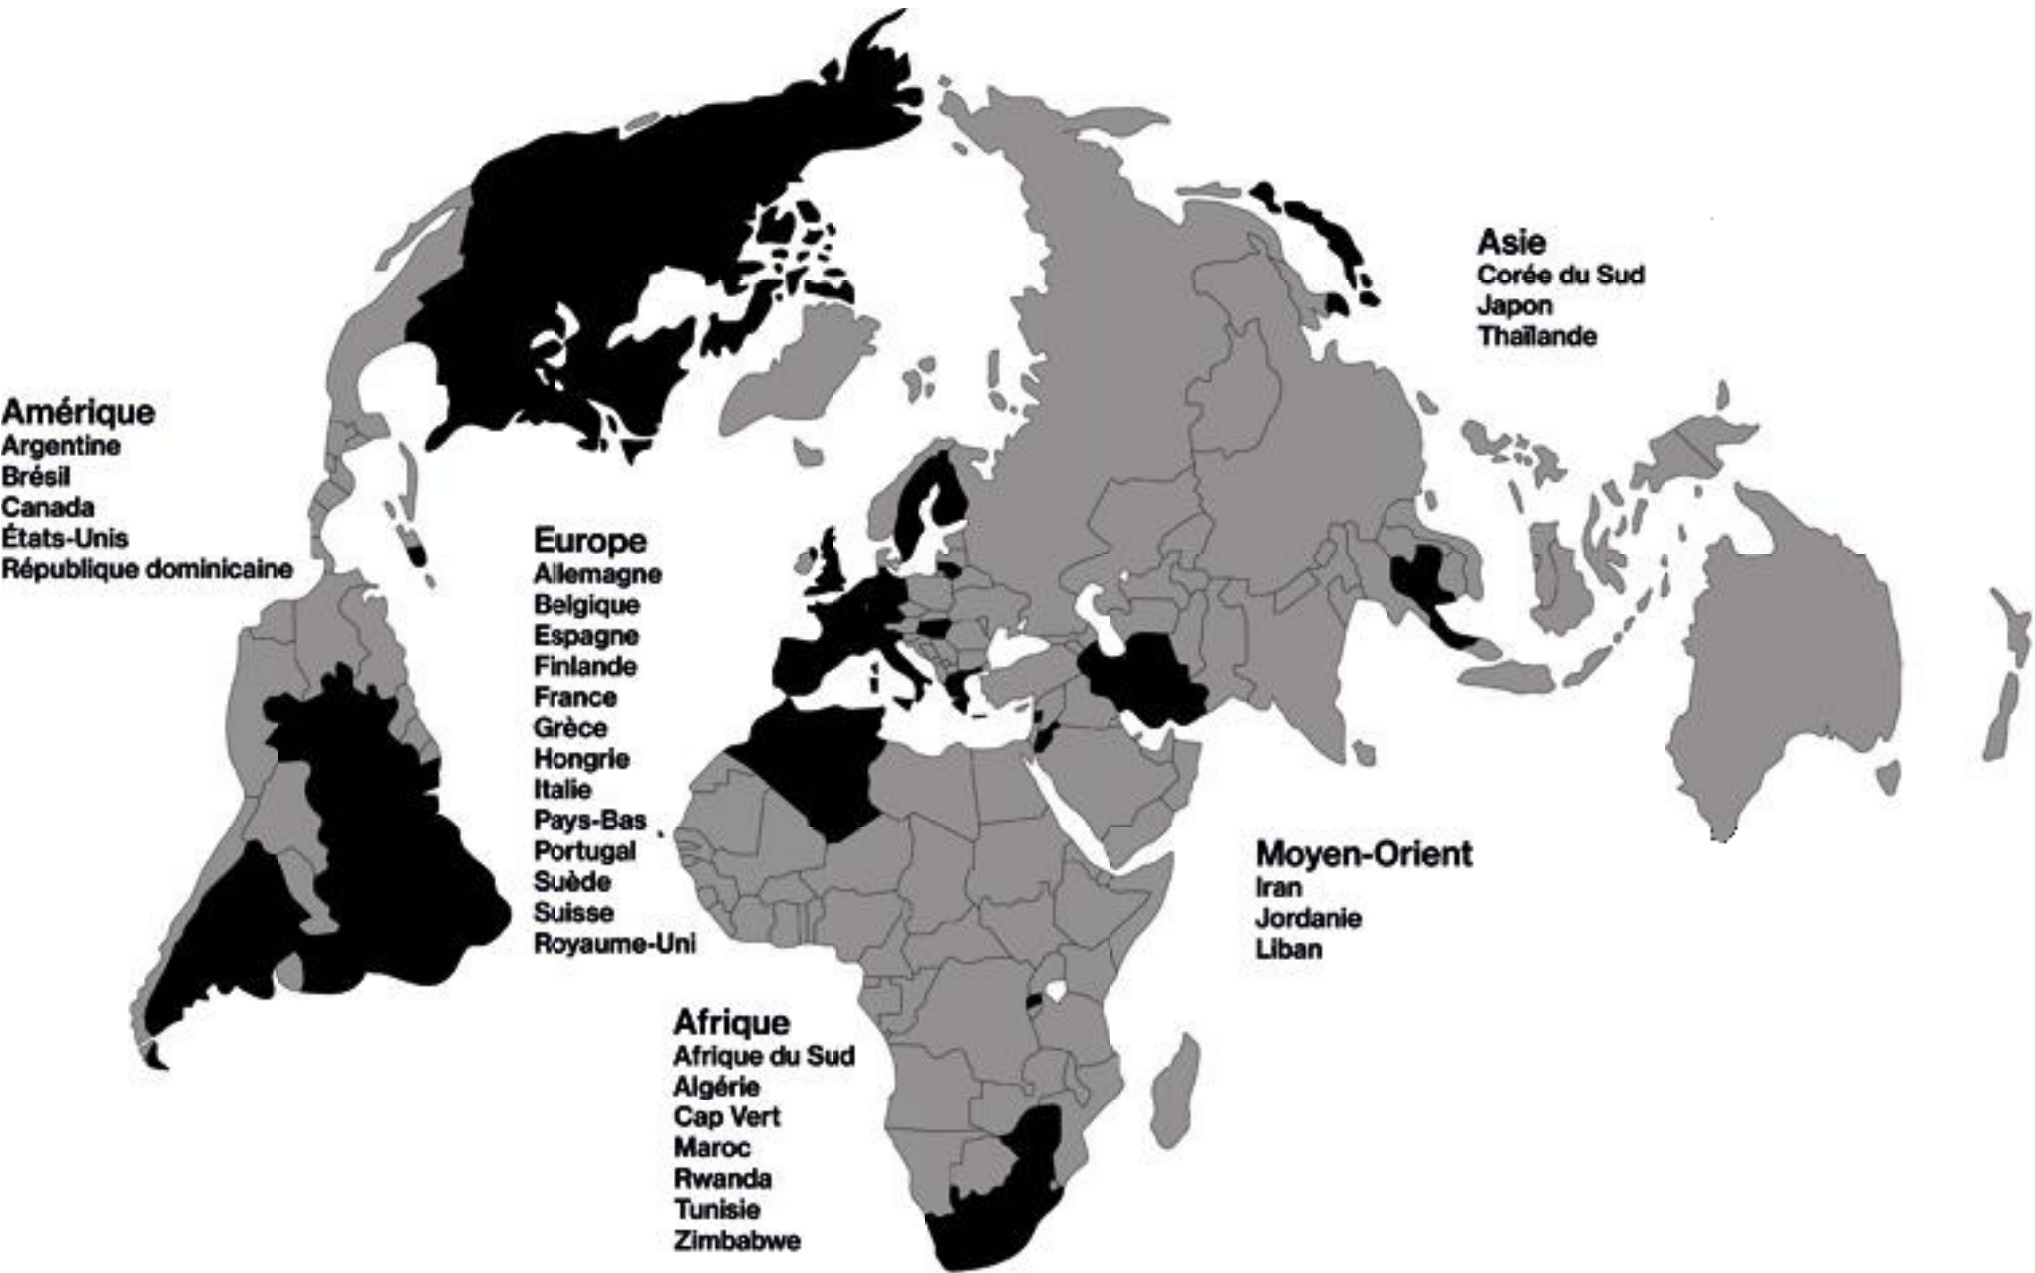 Amérique
Argentine
Brésil
Canada
États-Unis
République dominicaine
Europe
Allemagne
Belgique
Espagne
Finlande
France
Grèce
Hongrie
Italie
Pays-Bas
Portugal
Suède
Suisse
Royaume-Uni
Afrique
Afrique du Sud
Algérie
Cap Vert
Maroc
Rwanda
Tunisie
Zimbabwe
Moyen-Orient
Iran
Jordanie
Liban
Asie
Corée du Sud
Japon
Thaïlande